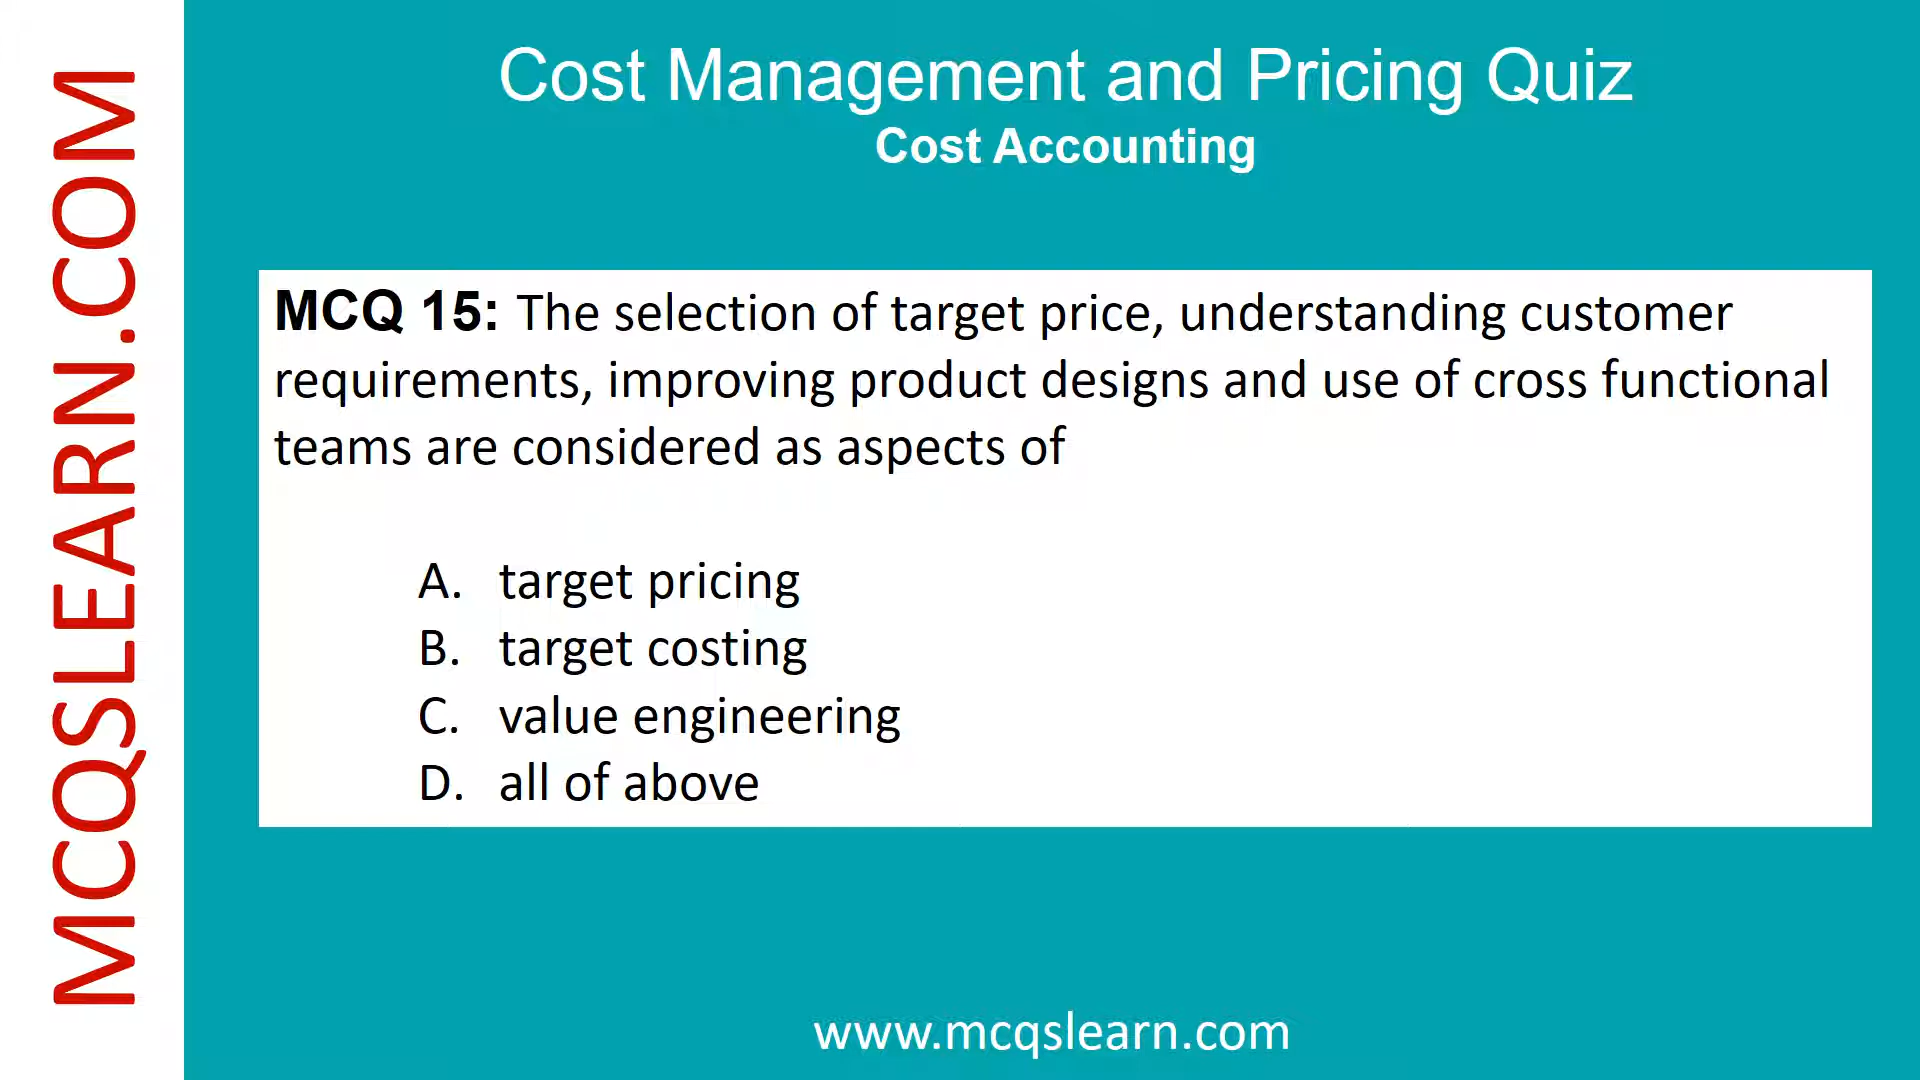 MCQSLEARN.COM
Cost Management and Pricing Quiz
Cost Accounting
MCQ 15: The selection of target price, understanding customer
requirements, improving product designs and use of cross functional
teams are considered as aspects of
A. target pricing
B. target costing
C. value engineering
D. all of above
www.mcqslearn.com